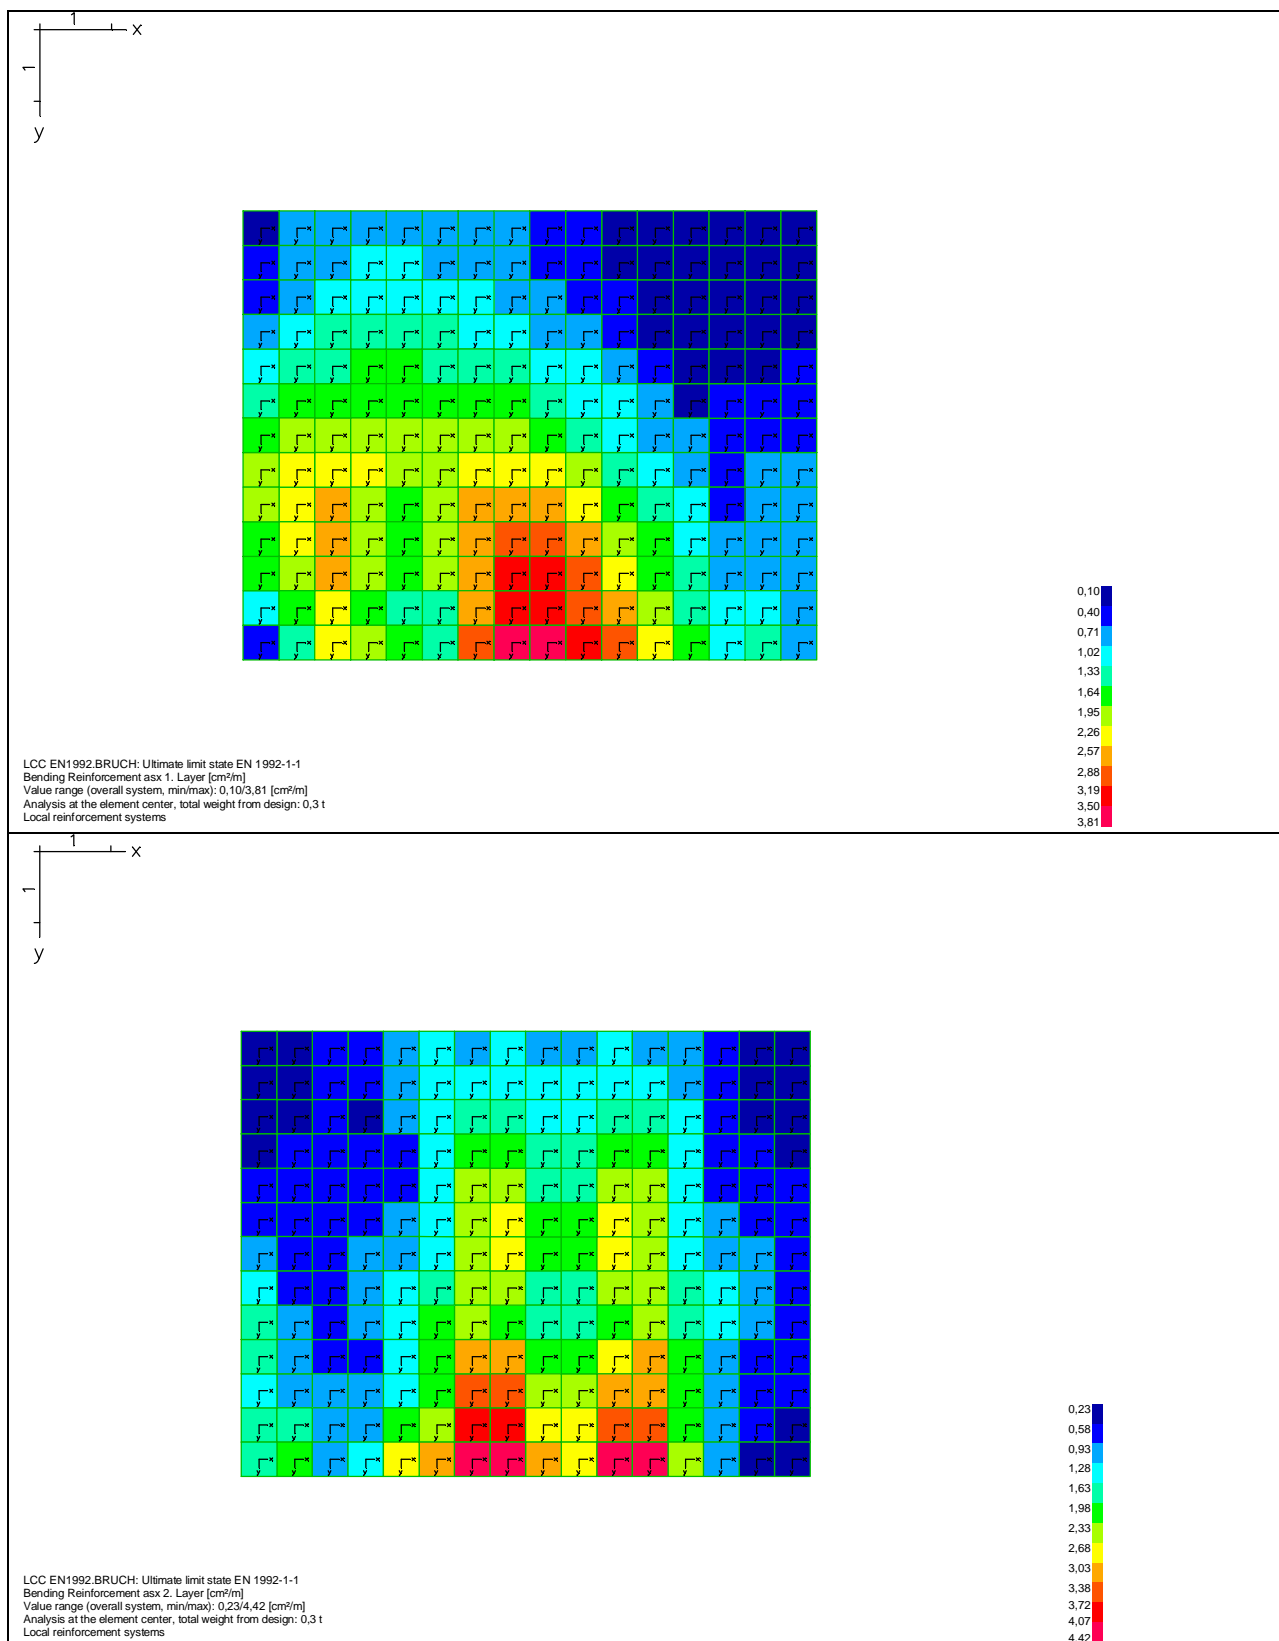 1
x
1
y
0,10
0,40
0,71
1,02
1,33
1,64
1,95
2,26
2,57
2,88
3,19
3,50
3,81
LCC EN1992.BRUCH: Ultimate limit state EN 1992-1-1
Bending Reinforcement asx 1. Layer [cm²/m]
Value range (overall system, min/max): 0,10/3,81 [cm²/m]
Analysis at the element center, total weight from design: 0,3 t
Local reinforcement systems
1
x
1
y
0,23
0,58
0,93
1,28
1,63
1,98
2,33
2,68
3,03
3,38
3,72
4,07
4,42
LCC EN1992.BRUCH: Ultimate limit state EN 1992-1-1
Bending Reinforcement asx 2. Layer [cm²/m]
Value range (overall system, min/max): 0,23/4,42 [cm²/m]
Analysis at the element center, total weight from design: 0,3 t
Local reinforcement systems